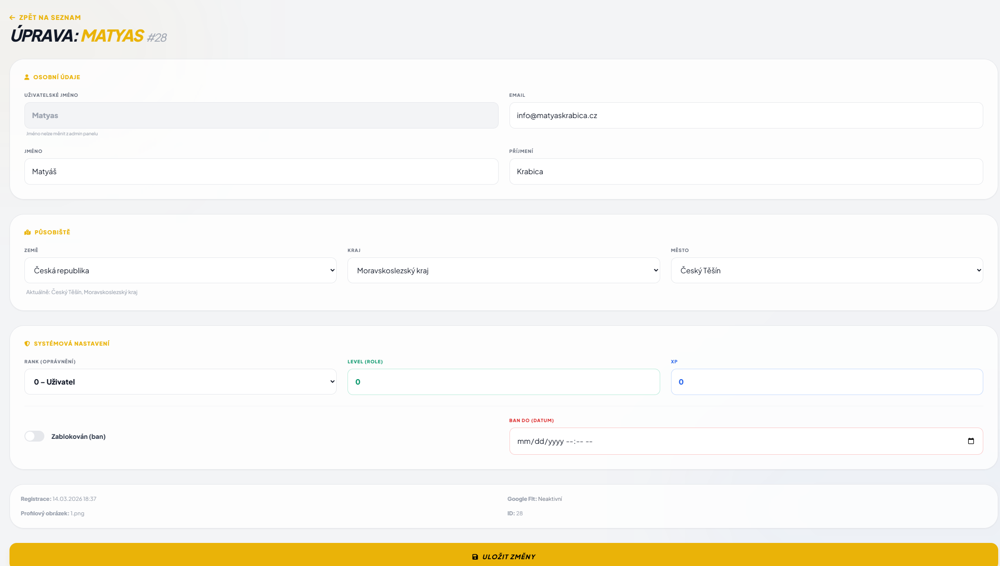 ZPĚT NA SEZNAM
ÚPRAVA: MATYAS #28
OSOBNÍ ÚDAJE
UŽIVATELSKÉ JMÉNO
Matyas
Jméno nelze měnit z admin panelu
EMAIL
info@matyaskrabica.cz
JMÉNO
Matyáš
PŘÍJMENÍ
Krabica
PŮSOBIŠTĚ
ZEMĚ
Česká republika
Aktuálně: Český Těšín, Moravskoslezský kraj
KRAJ
Moravskoslezský kraj
MĚSTO
Český Těšín
SYSTÉMOVÁ NASTAVENÍ
RANK (OPRÁVNĚNÍ)
0 – Uživatel
LEVEL (ROLE)
0
XP
0
Zablokován (ban)
BAN DO (DATUM)
mm/dd/yyyy --:-- --
Registrace: 14.03.2026 18:37
Google Fit: Neaktivní
Profilový obrázek: 1.png
ID: 28
ULOŽIT ZMĚNY